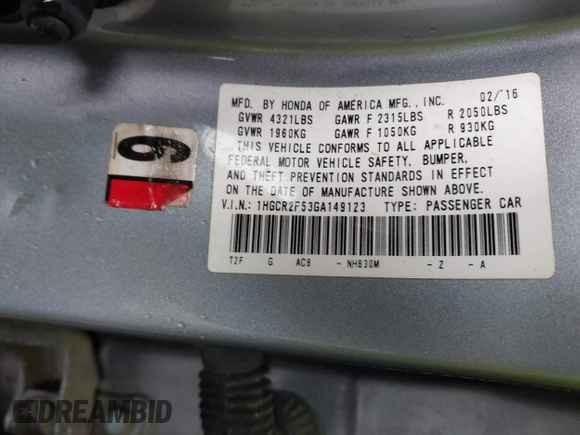 MFD. BY HONDA OF AMERICA MFG., INC. 02/'16
GVWR 4321LBS GAWR F 2315LBS R 2050LBS
GVWR 1960KG GAWR F 1050KG R 930KG
THIS VEHICLE CONFORMS TO ALL APPLICABLE
FEDERAL MOTOR VEHICLE SAFETY, BUMPER,
AND THEFT PREVENTION STANDARDS IN EFFECT
ON THE DATE OF MANUFACTURE SHOWN ABOVE.
V.I.N.: 1HGCR2F53GA149123 TYPE: PASSENGER CAR
T2F G AC8 - NH830M - Z - A
DREAMBID